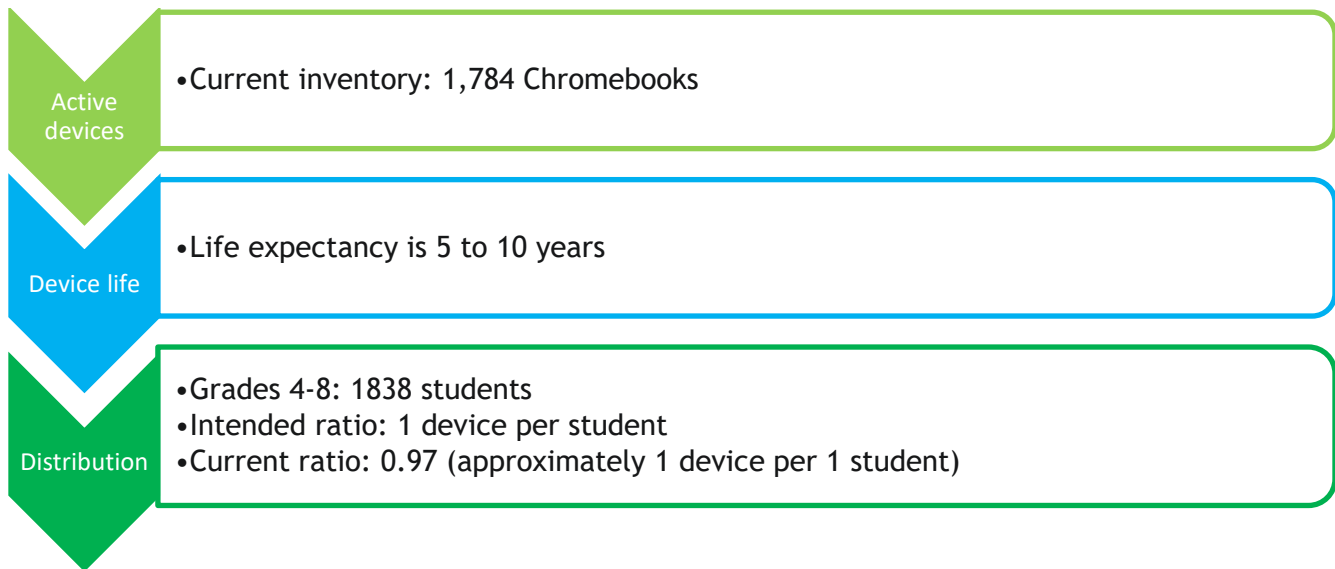 Active
devices
•Current inventory: 1,784 Chromebooks
Device life
•Life expectancy is 5 to 10 years
Distribution
•Grades 4-8: 1838 students
•Intended ratio: 1 device per student
•Current ratio: 0.97 (approximately 1 device per 1 student)